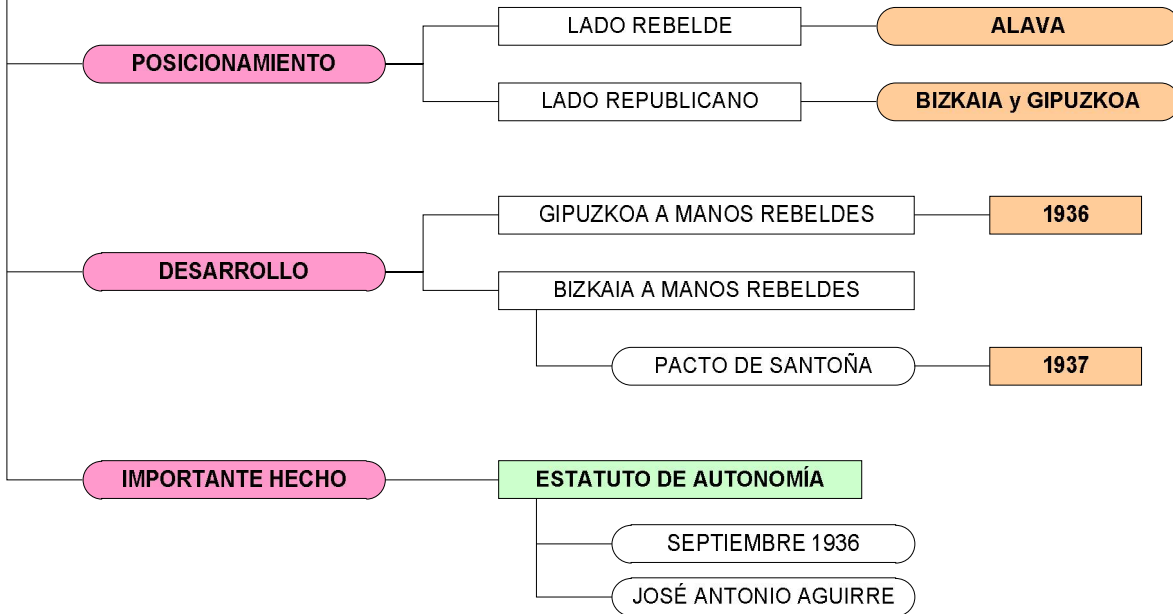 POSICIONAMIENTO
LADO REBELDE
ALAVA
LADO REPUBLICANO
BIZKAIA y GIPUZKOA
DESARROLLO
GIPUZKOA A MANOS REBELDES
1936
BIZKAIA A MANOS REBELDES
PACTO DE SANTOÑA
1937
IMPORTANTE HECHO
ESTATUTO DE AUTONOMÍA
SEPTIEMBRE 1936
JOSÉ ANTONIO AGUIRRE